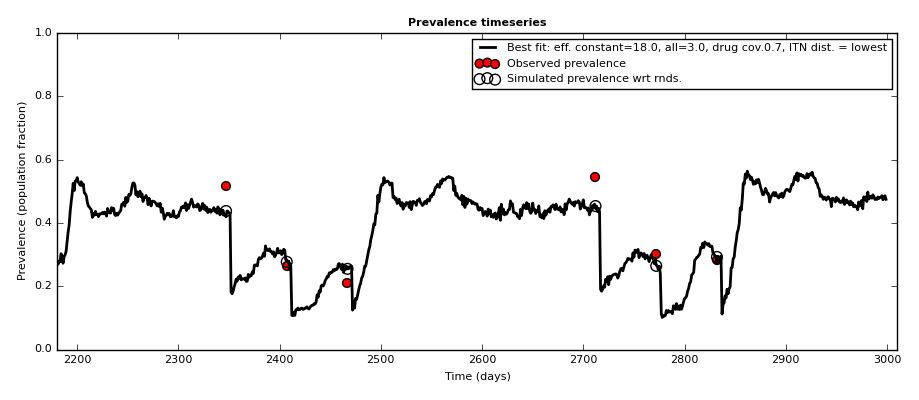 Prevalence timeseries
Best fit: eff. constant=18.0, all=3.0, drug cov.0.7, ITN dist. = lowest
Observed prevalence
Simulated prevalence wrt rnds.
Prevalence (population fraction)
1.0
0.8
0.6
0.4
0.2
0.0
2200 2300 2400 2500 2600 2700 2800 2900 3000
Time (days)